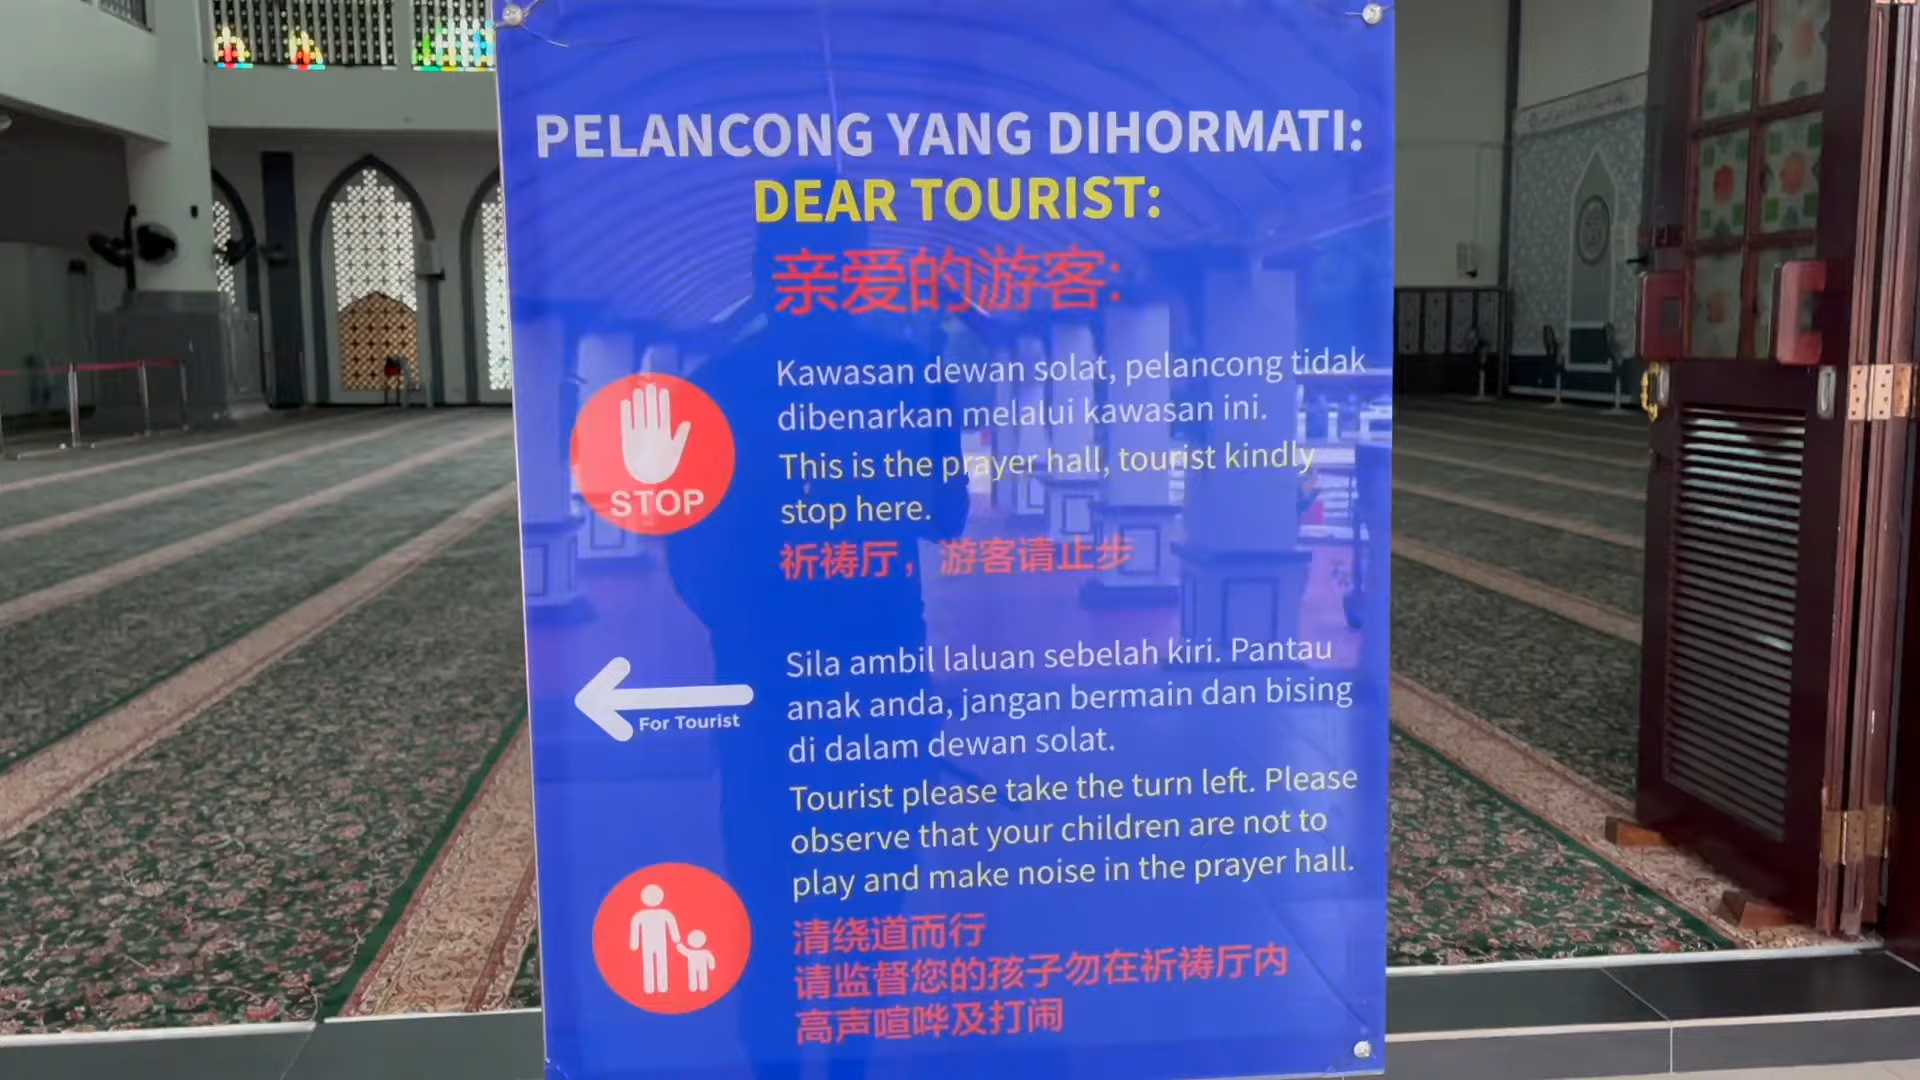 PELANCONG YANG DIHORMATI:
DEAR TOURIST:
亲爱的游客:
Kawasan dewan solat, pelancong tidak
dibenarkan melalui kawasan ini.
This is the prayer hall, tourist kindly
stop here.
STOP
祈祷厅，游客请止步
Sila ambil laluan sebelah kiri. Pantau
anak anda, jangan bermain dan bising
di dalam dewan solat.
For Tourist
Tourist please take the turn left. Please
observe that your children are not to
play and make noise in the prayer hall.
清绕道而行
请监督您的孩子勿在祈祷厅内
高声喧哗及打闹